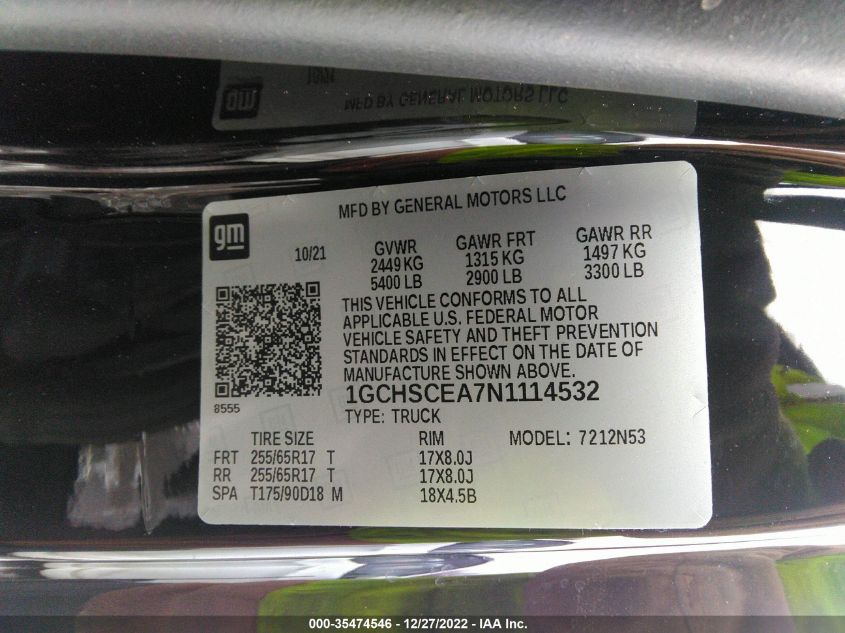 MFD BY GENERAL MOTORS LLC
gm
10/21
GVWR GAWR FRT GAWR RR
2449 KG 1315 KG 1497 KG
5400 LB 2900 LB 3300 LB
THIS VEHICLE CONFORMS TO ALL
APPLICABLE U.S. FEDERAL MOTOR
VEHICLE SAFETY AND THEFT PREVENTION
STANDARDS IN EFFECT ON THE DATE OF
MANUFACTURE SHOWN ABOVE.
8555
1GCHSCEA7N1114532
TYPE: TRUCK
TIRE SIZE RIM MODEL: 7212N53
FRT 255/65R17 T 17X8.0J
RR 255/65R17 T 17X8.0J
SPA T175/90D18 M 18X4.5B
000-35474546 - 12/27/2022 - IAA Inc.